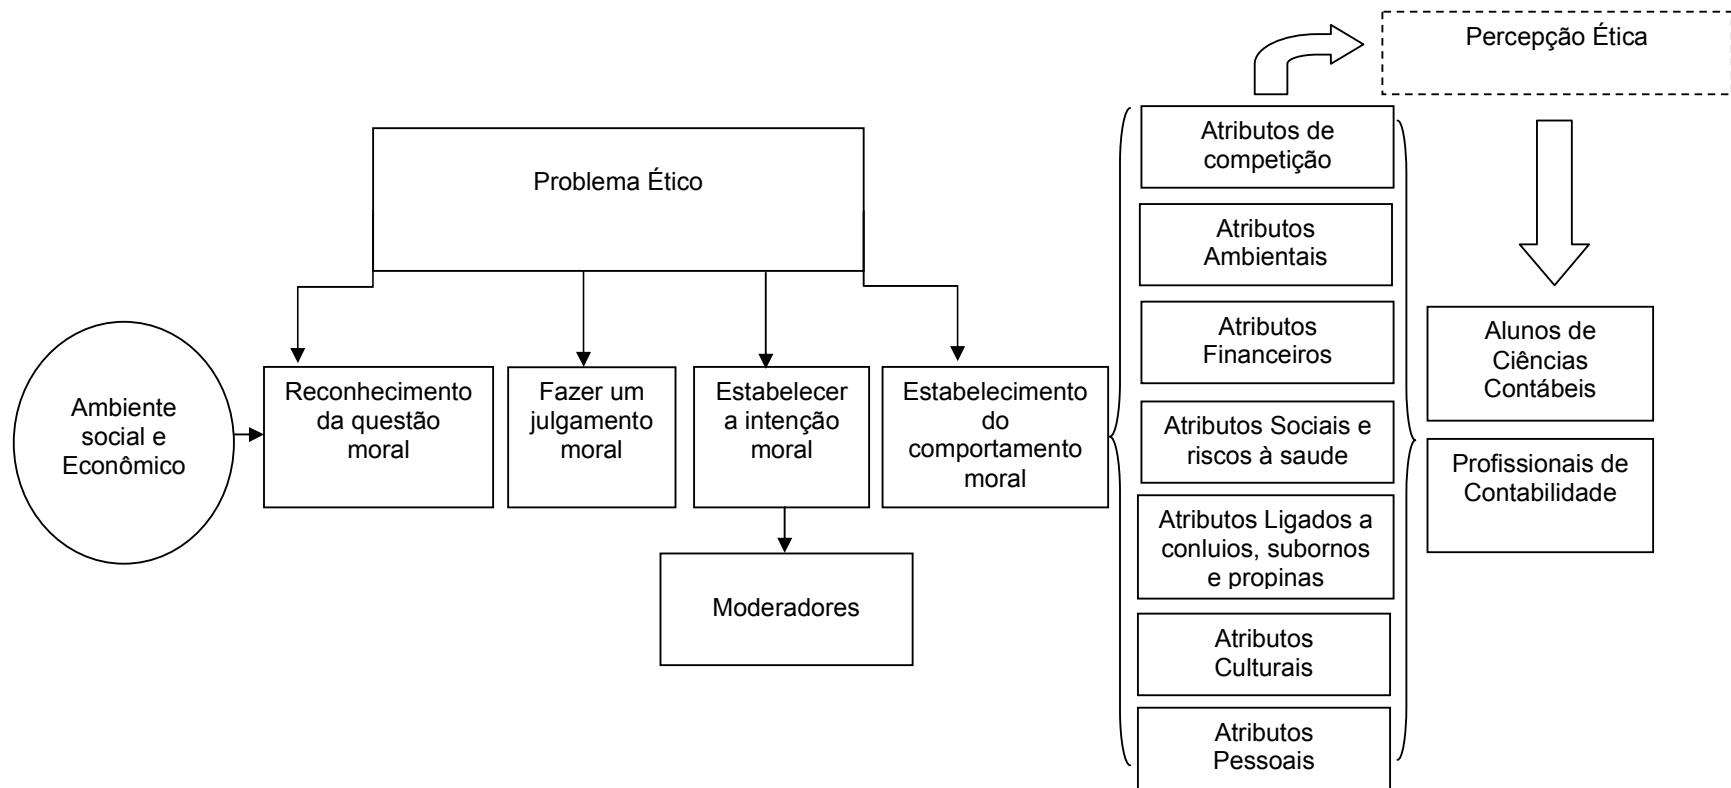 Percepção Ética
Problema Ético
Ambiente
social e
Econômico
Reconhecimento
da questão
moral
Fazer um
julgamento
moral
Estabelecer
a intenção
moral
Estabelecimento
do
comportamento
moral
Moderadores
Atributos de
competição
Atributos
Ambientais
Atributos
Financeiros
Atributos Sociais e
riscos à saude
Atributos Ligados a
conluios, subornos
e propinas
Atributos
Culturais
Atributos
Pessoais
Alunos de
Ciências
Contábeis
Profissionais de
Contabilidade